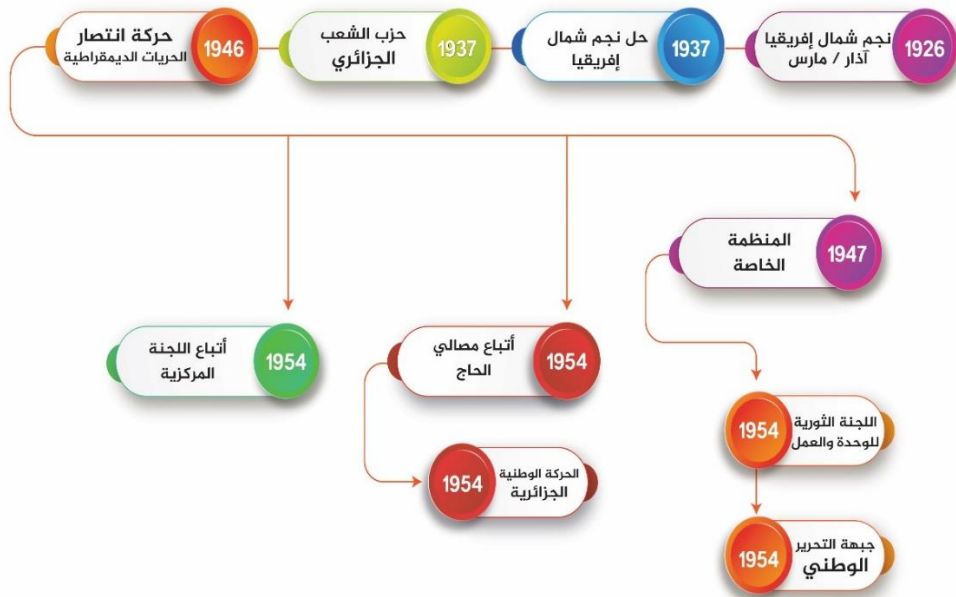 1926
نجم شمال إفريقيا
آذار / مارس
1937
حل نجم شمال
إفريقيا
1937
حزب الشعب
الجزائري
1946
حركة انتصار
الحريات الديمقراطية
1947
المنظمة
الخاصة
1954
أتباع مصالي
الحاج
1954
أتباع اللجنة
المركزية
1954
اللجنة الثورية
للوحدة والعمل
1954
الحركة الوطنية
الجزائرية
1954
جبهة التحرير
الوطني